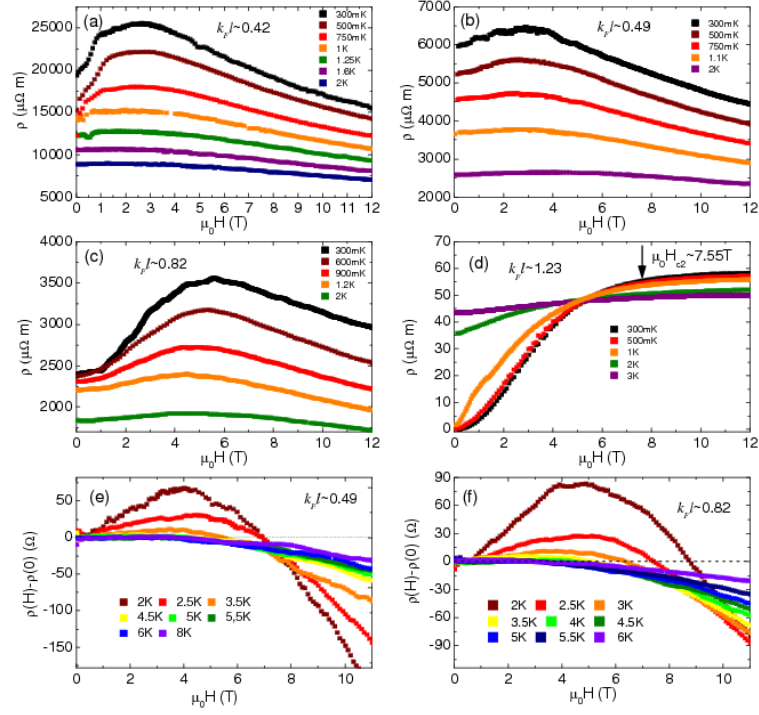 (a)
k_F l~0.42
300mK
500mK
750mK
1K
1.25K
1.6K
2K
25000
20000
15000
10000
5000
ρ (μΩ m)
0 1 2 3 4 5 6 7 8 9 10 11 12
μ₀H (T)
(b)
k_F l~0.49
300mK
500mK
750mK
1.1K
2K
7000
6000
5000
4000
3000
2000
ρ (μΩ m)
0 2 4 6 8 10 12
μ₀H (T)
(c)
k_F l~0.82
300mK
600mK
900mK
1.2K
2K
4000
3500
3000
2500
2000
ρ (μΩ m)
0 2 4 6 8 10 12
μ₀H (T)
(d)
k_F l~1.23
μ₀H_c2~7.55T
300mK
500mK
1K
2K
3K
70
60
50
40
30
20
10
0
ρ (μΩ m)
0 2 4 6 8 10 12
μ₀H (T)
(e)
k_F l~0.49
50
0
-50
-100
-150
ρ(H)-ρ(0) (Ω)
2K 2.5K 3.5K
4.5K 5K 5,5K
6K 8K
0 2 4 6 8 10
μ₀H (T)
(f)
k_F l~0.82
90
60
30
0
-30
-60
-90
ρ(H)-ρ(0) (Ω)
2K 2.5K 3K
3.5K 4K 4.5K
5K 5.5K 6K
0 2 4 6 8 10
μ₀H (T)